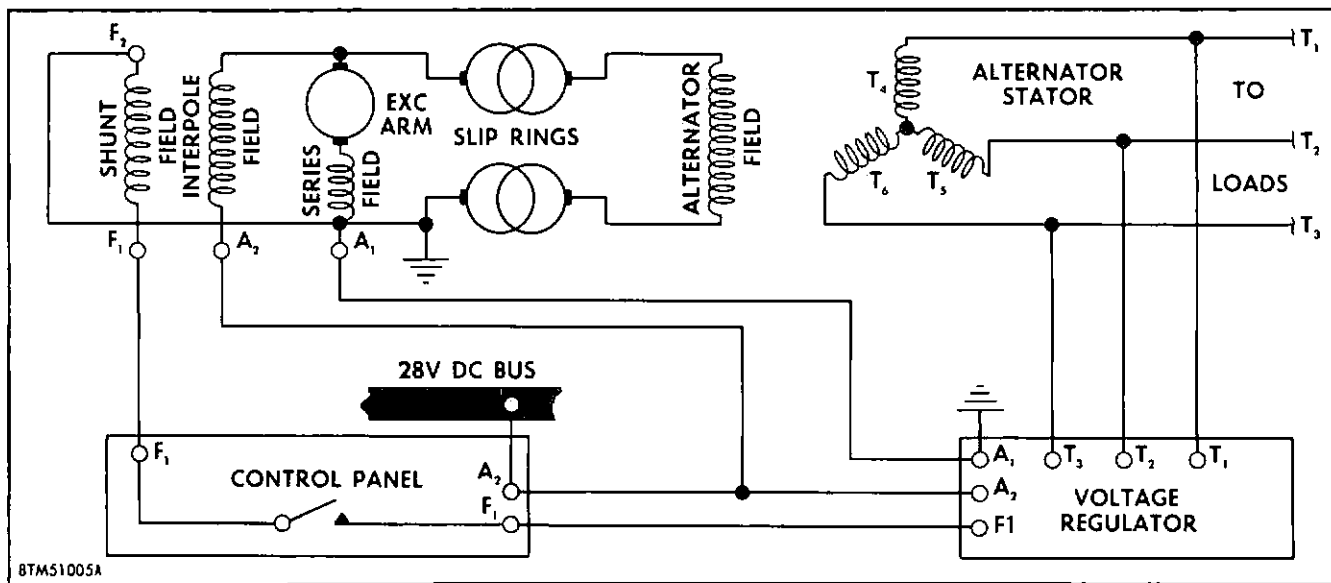 F₂
SHUNT
FIELD
INTERPOLE
FIELD
EXC
ARM
SERIES
FIELD
SLIP RINGS
ALTERNATOR
FIELD
T₄
T₆
T₅
ALTERNATOR
STATOR
T₁
TO
T₂
LOADS
T₃
F₁
A₂
A₁
28V DC BUS
F₁
CONTROL PANEL
A₂
F₁
A₁
T₃
T₂
T₁
A₂
F1
VOLTAGE
REGULATOR
8TM51005A